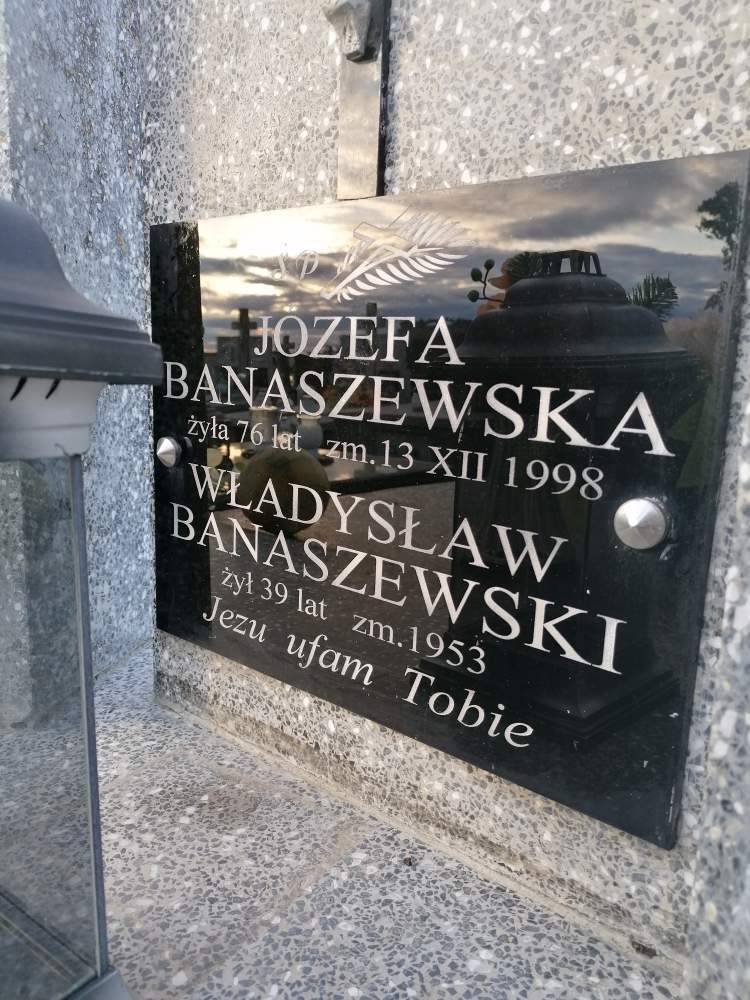 Ś P
JOZEFA
BANASZEWSKA
żyła 76 lat zm.13 XII 1998
WŁADYSŁAW
BANASZEWSKI
żył 39 lat zm.1953
Jezu ufam Tobie